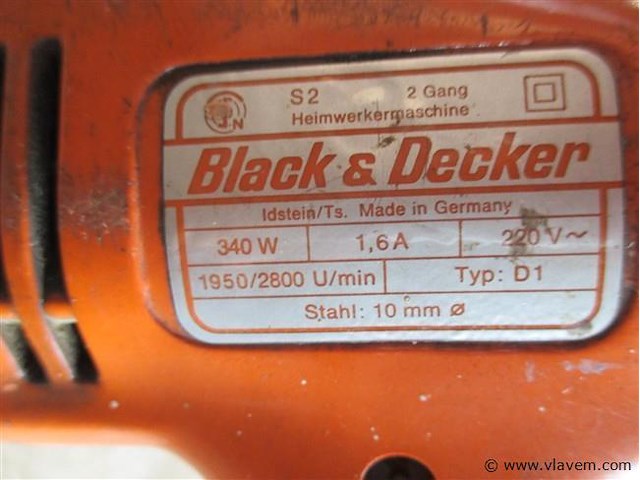 S2 2 Gang
Heimwerkermaschine
Black & Decker
Idstein/Ts. Made in Germany
340 W 1,6 A 220 V~
1950/2800 U/min Typ: D1
Stahl: 10 mm ⌀
© www.vlavem.com